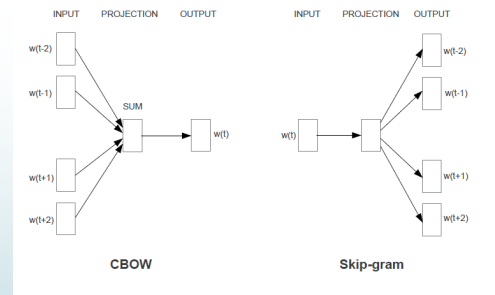 INPUT PROJECTION OUTPUT
w(t-2)
w(t-1)
SUM
w(t)
w(t+1)
w(t+2)
CBOW
INPUT PROJECTION OUTPUT
w(t-2)
w(t-1)
w(t)
w(t+1)
w(t+2)
Skip-gram